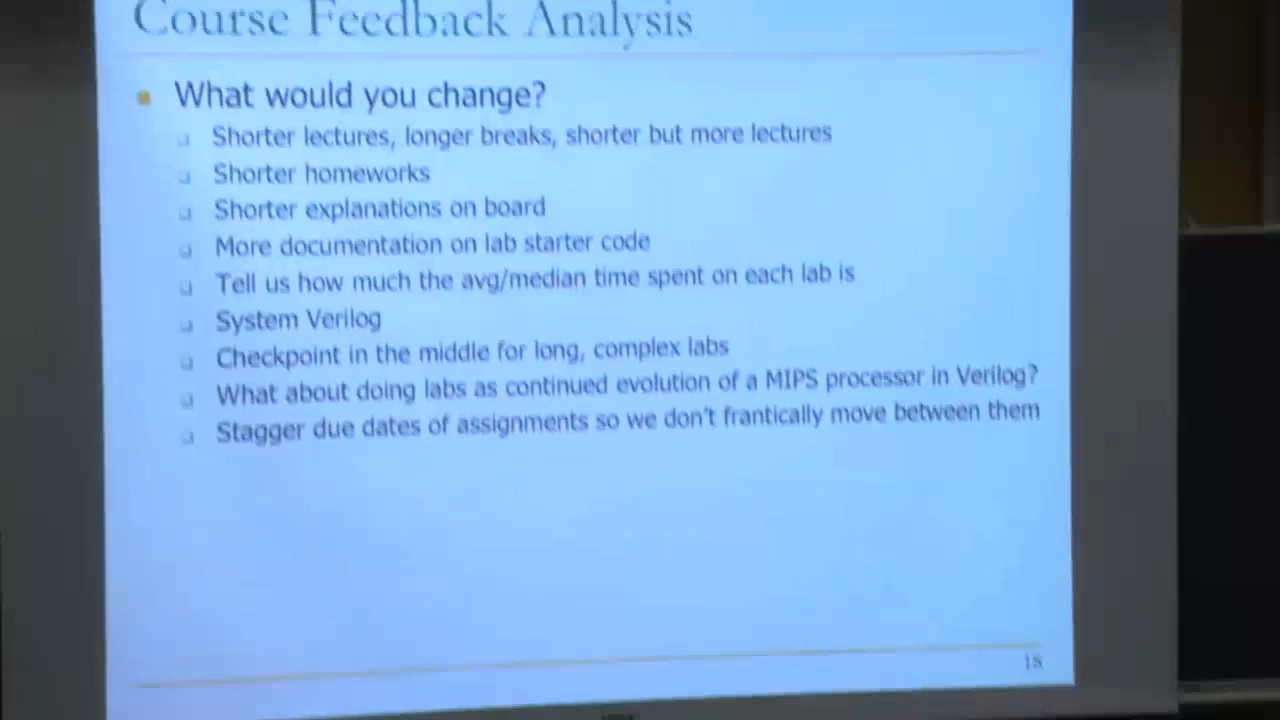 Course Feedback Analysis
What would you change?
Shorter lectures, longer breaks, shorter but more lectures
Shorter homeworks
Shorter explanations on board
More documentation on lab starter code
Tell us how much the avg/median time spent on each lab is
System Verilog
Checkpoint in the middle for long, complex labs
What about doing labs as continued evolution of a MIPS processor in Verilog?
Stagger due dates of assignments so we don't frantically move between them
18